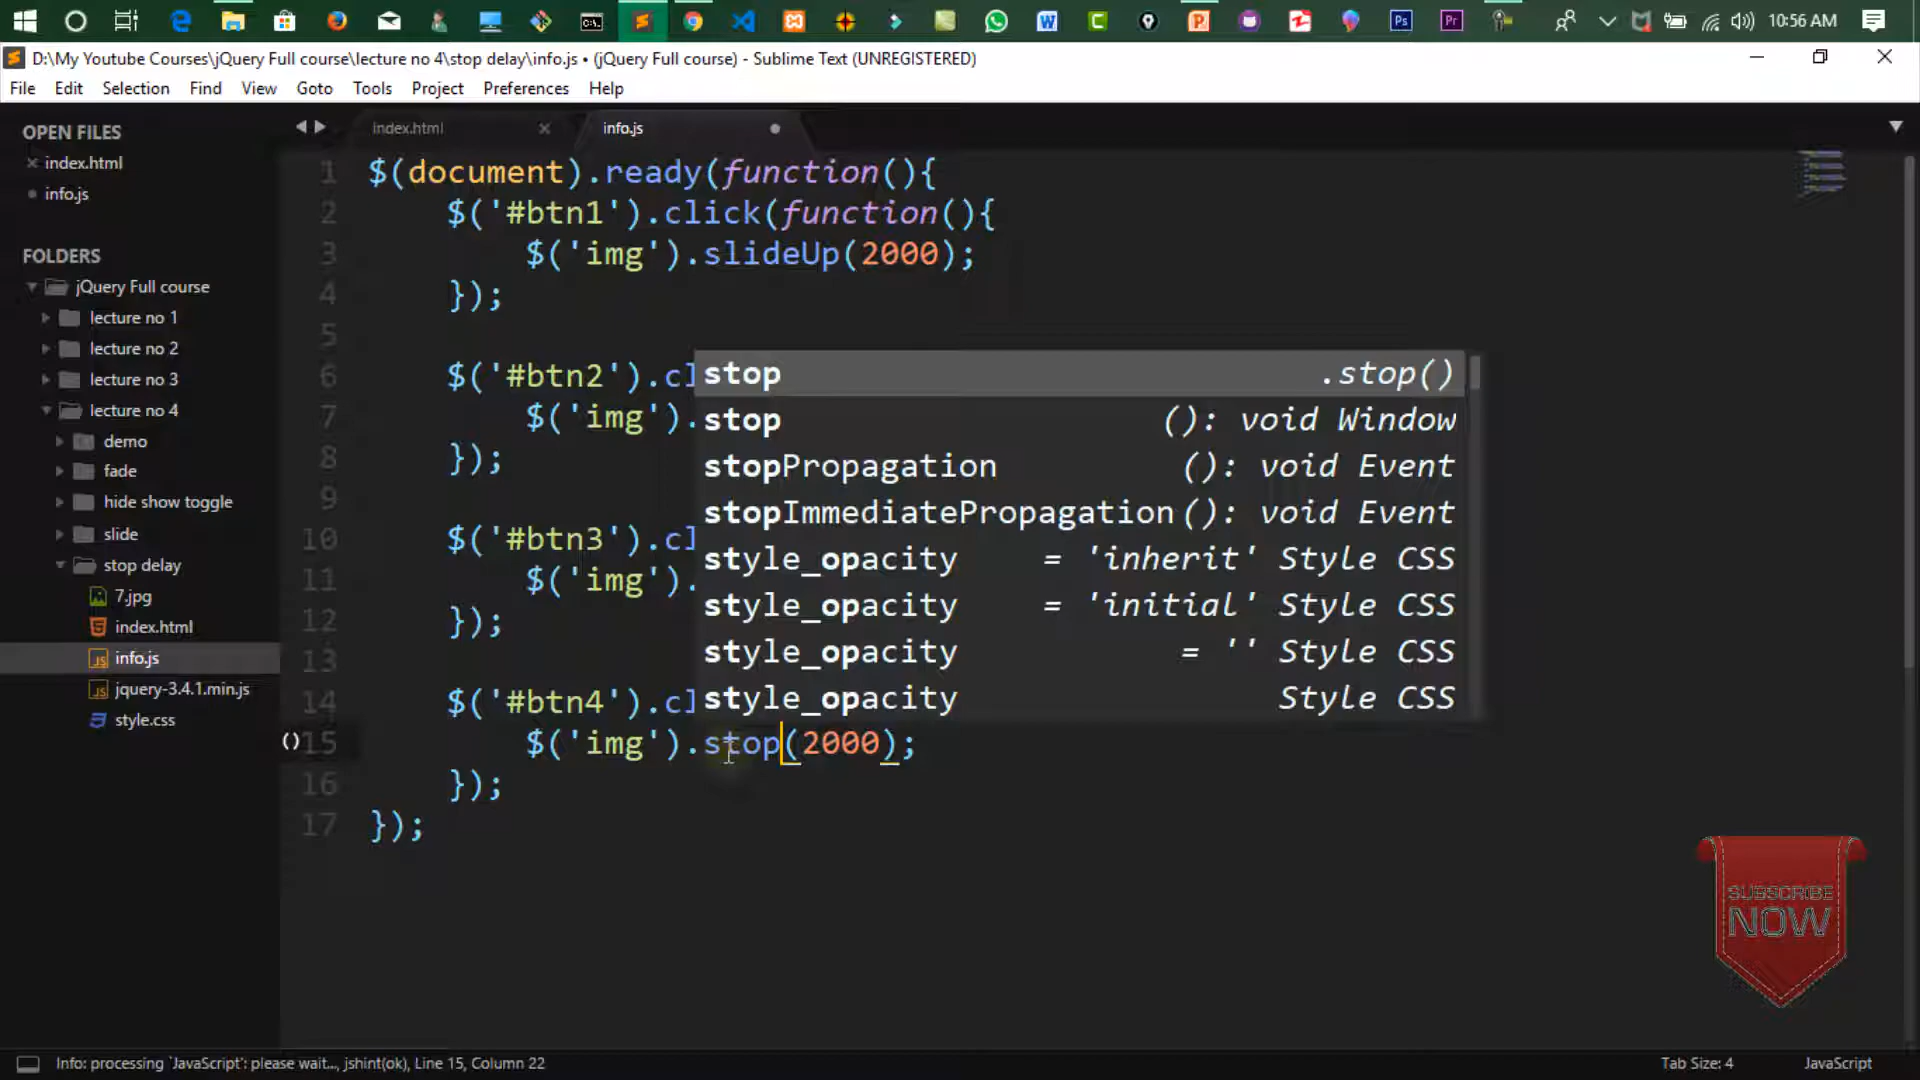 10:56 AM
D:\My Youtube Courses\jQuery Full course\lecture no 4\stop delay\info.js • (jQuery Full course) - Sublime Text (UNREGISTERED)
File Edit Selection Find View Goto Tools Project Preferences Help
OPEN FILES
index.html
info.js
FOLDERS
jQuery Full course
lecture no 1
lecture no 2
lecture no 3
lecture no 4
demo
fade
hide show toggle
slide
stop delay
7.jpg
index.html
info.js
jquery-3.4.1.min.js
style.css
index.html info.js
1 $(document).ready(function(){
2 $('#btn1').click(function(){
3 $('img').slideUp(2000);
4 });
5
6 $('#btn2').cl
7 $('img').
8 });
9
10 $('#btn3').cl
11 $('img').
12 });
13
14 $('#btn4').cl
15 $('img').stop(2000);
16 });
17 });
stop .stop()
stop (): void Window
stopPropagation (): void Event
stopImmediatePropagation(): void Event
style_opacity = 'inherit' Style CSS
style_opacity = 'initial' Style CSS
style_opacity = '' Style CSS
style_opacity Style CSS
SUBSCRIBE
NOW
Info: processing `JavaScript': please wait..., jshint(ok), Line 15, Column 22
Tab Size: 4 JavaScript